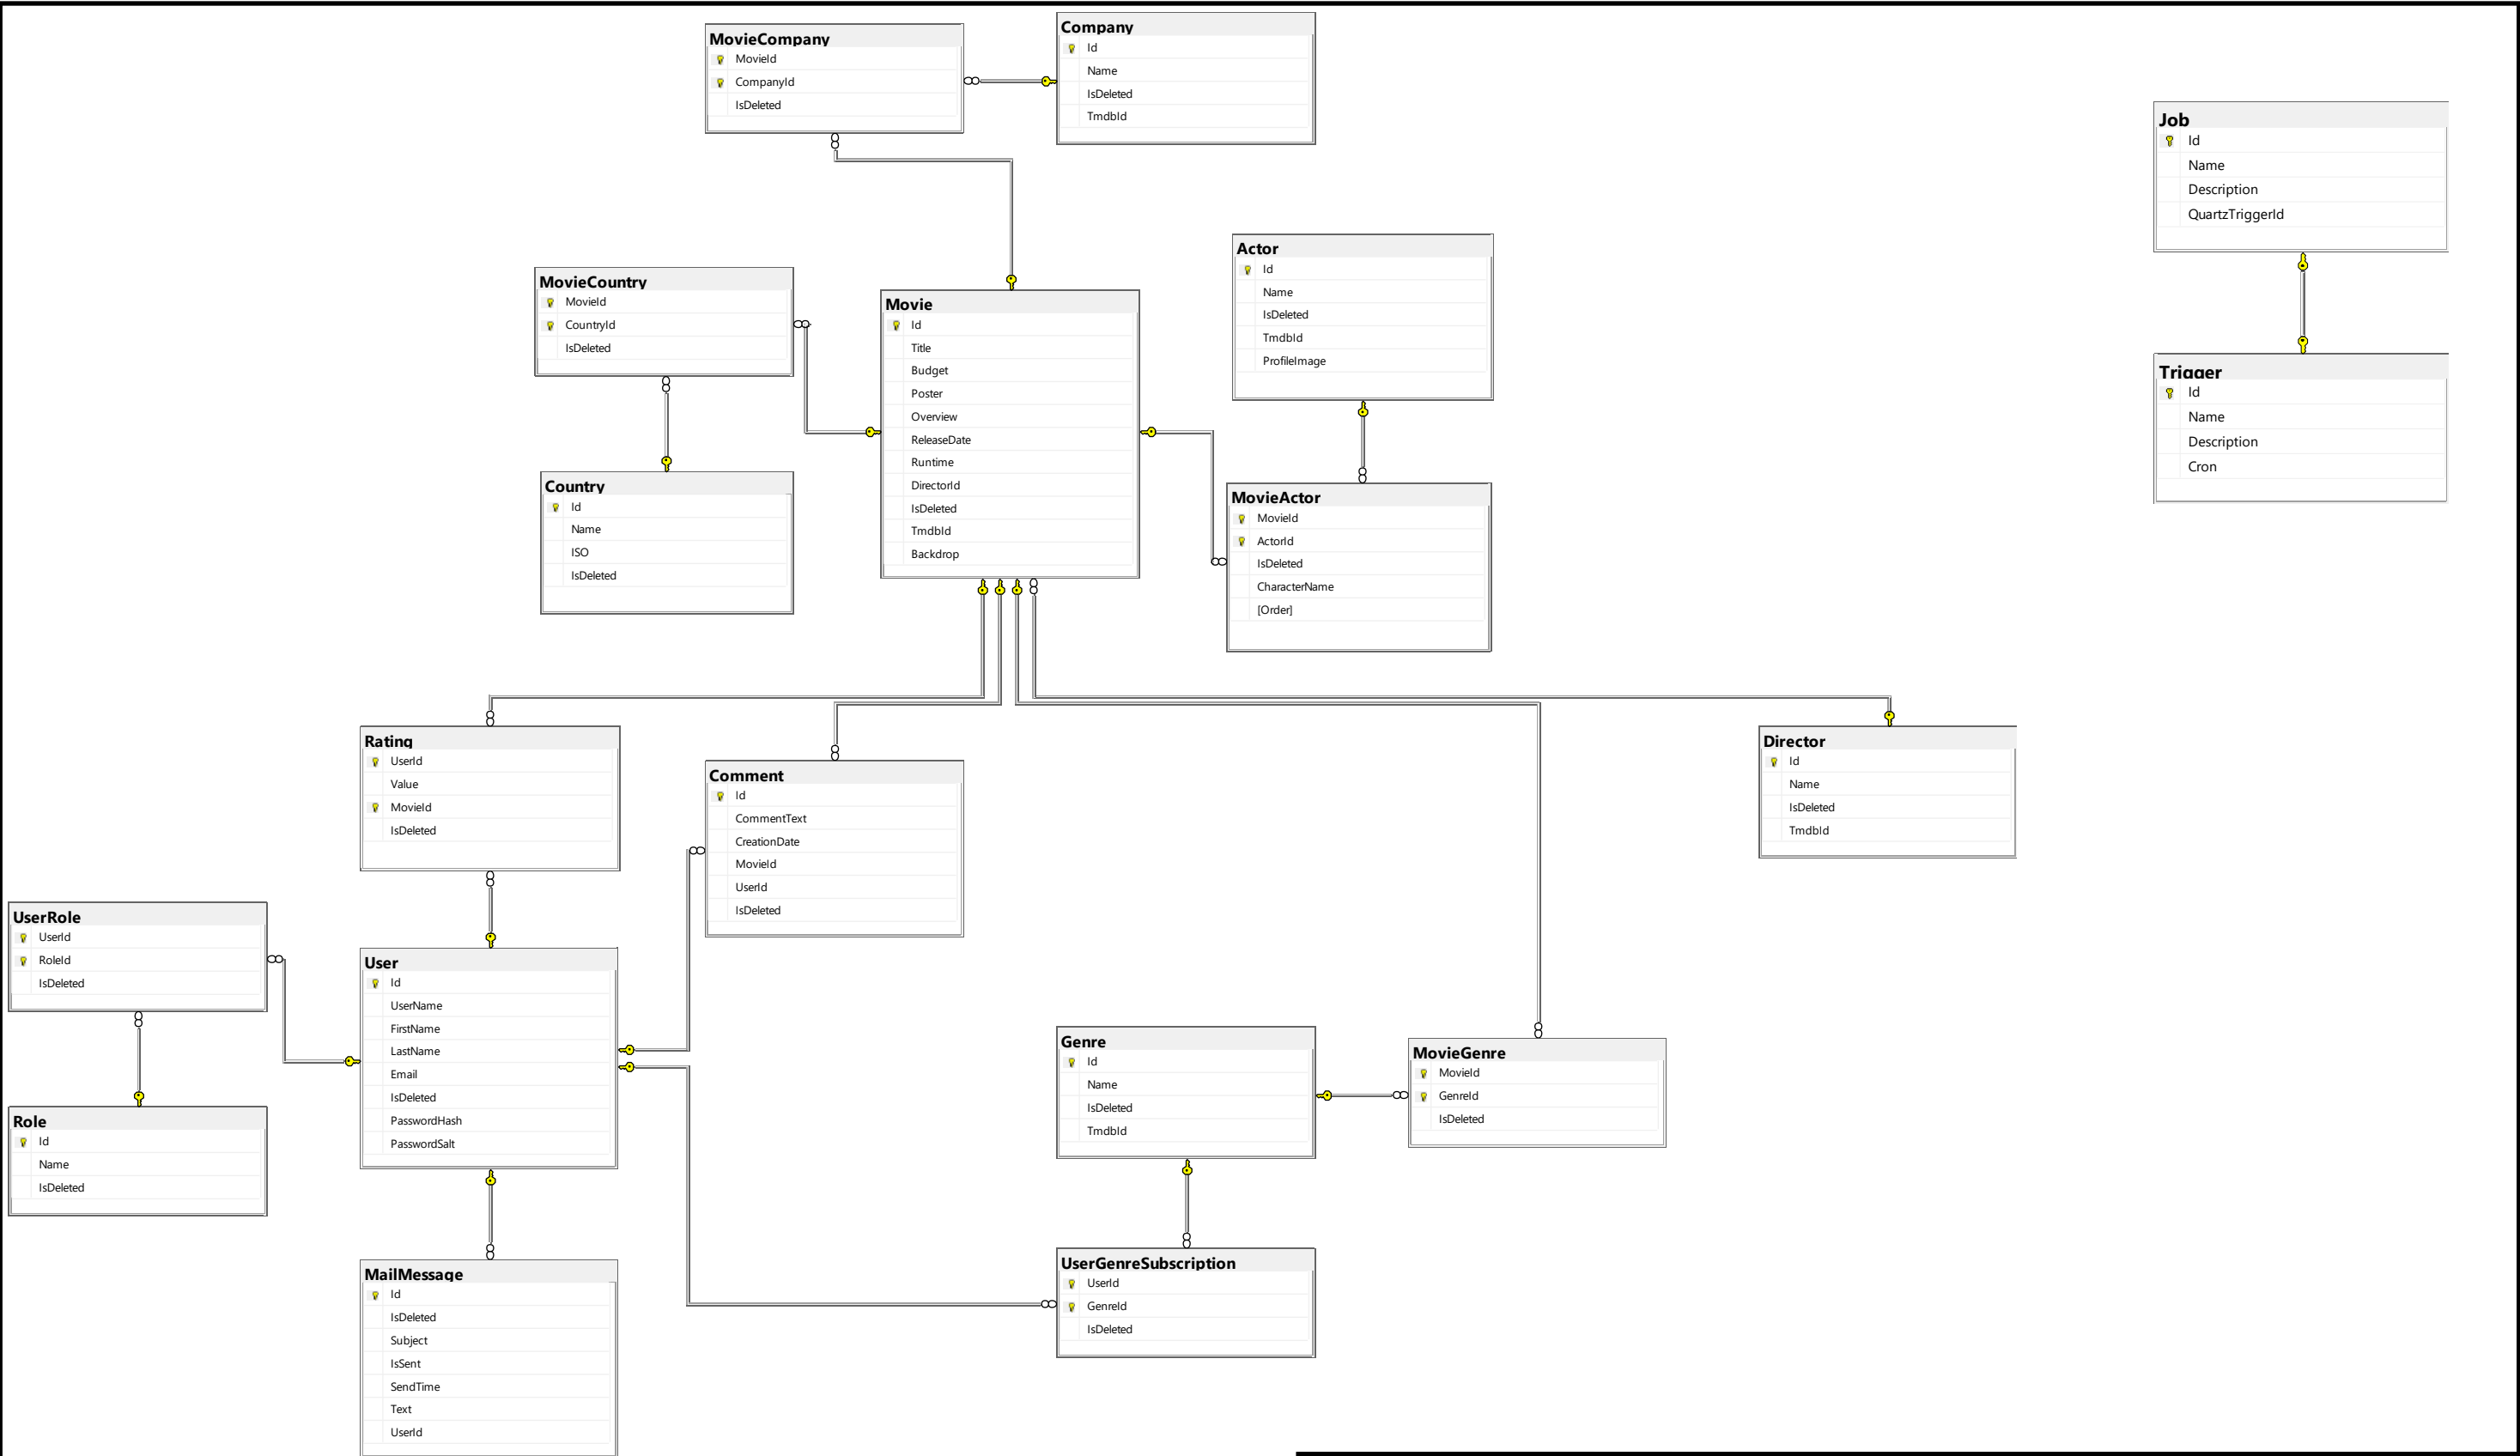 MovieCompany
MovieId
CompanyId
IsDeleted
Company
Id
Name
IsDeleted
TmdbId
Job
Id
Name
Description
QuartzTriggerId
MovieCountry
MovieId
CountryId
IsDeleted
Movie
Id
Title
Budget
Poster
Overview
ReleaseDate
Runtime
DirectorId
IsDeleted
TmdbId
Backdrop
Actor
Id
Name
IsDeleted
TmdbId
ProfileImage
Trigger
Id
Name
Description
Cron
Country
Id
Name
ISO
IsDeleted
MovieActor
MovieId
ActorId
IsDeleted
CharacterName
[Order]
Rating
UserId
Value
MovieId
IsDeleted
Comment
Id
CommentText
CreationDate
MovieId
UserId
IsDeleted
Director
Id
Name
IsDeleted
TmdbId
UserRole
UserId
RoleId
IsDeleted
User
Id
UserName
FirstName
LastName
Email
IsDeleted
PasswordHash
PasswordSalt
Genre
Id
Name
IsDeleted
TmdbId
MovieGenre
MovieId
GenreId
IsDeleted
Role
Id
Name
IsDeleted
MailMessage
Id
IsDeleted
Subject
IsSent
SendTime
Text
UserId
UserGenreSubscription
UserId
GenreId
IsDeleted